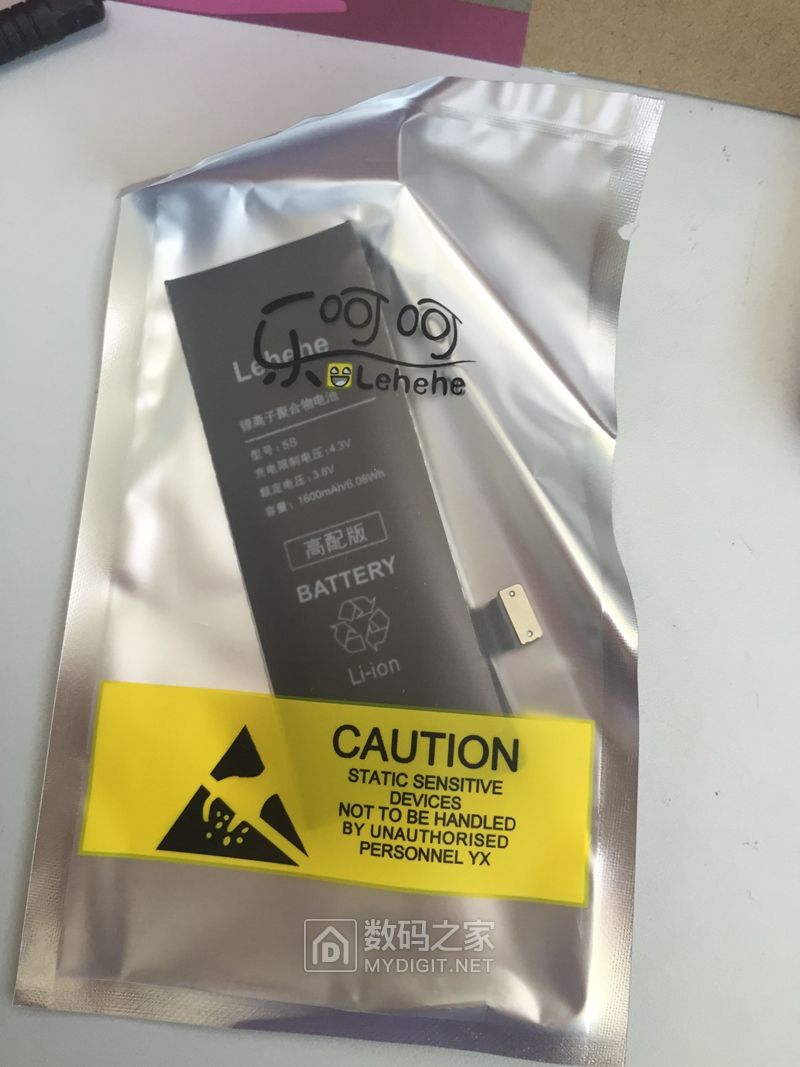 乐呵呵
Lehehe
Lehehe
锂离子聚合物电池
型号:5S
充电限制电压:4.3V
额定电压:3.8V
容量:1600mAh/6.08Wh
高配版
BATTERY
Li-ion
CAUTION
STATIC SENSITIVE
DEVICES
NOT TO BE HANDLED
BY UNAUTHORISED
PERSONNEL YX
数码之家
MYDIGIT.NET